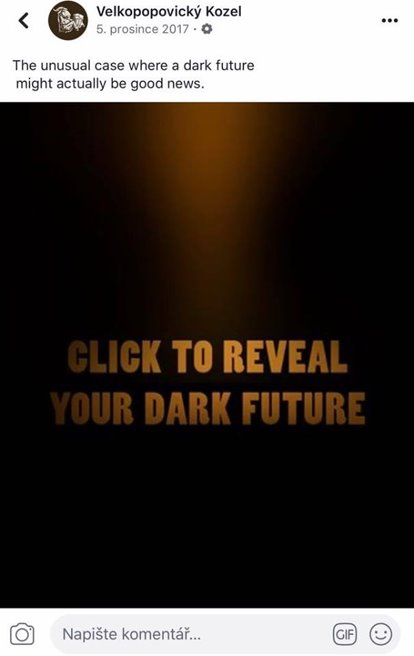 Velkopopovický Kozel
5. prosince 2017 ·
The unusual case where a dark future
might actually be good news.
CLICK TO REVEAL
YOUR DARK FUTURE
Napište komentář...
GIF